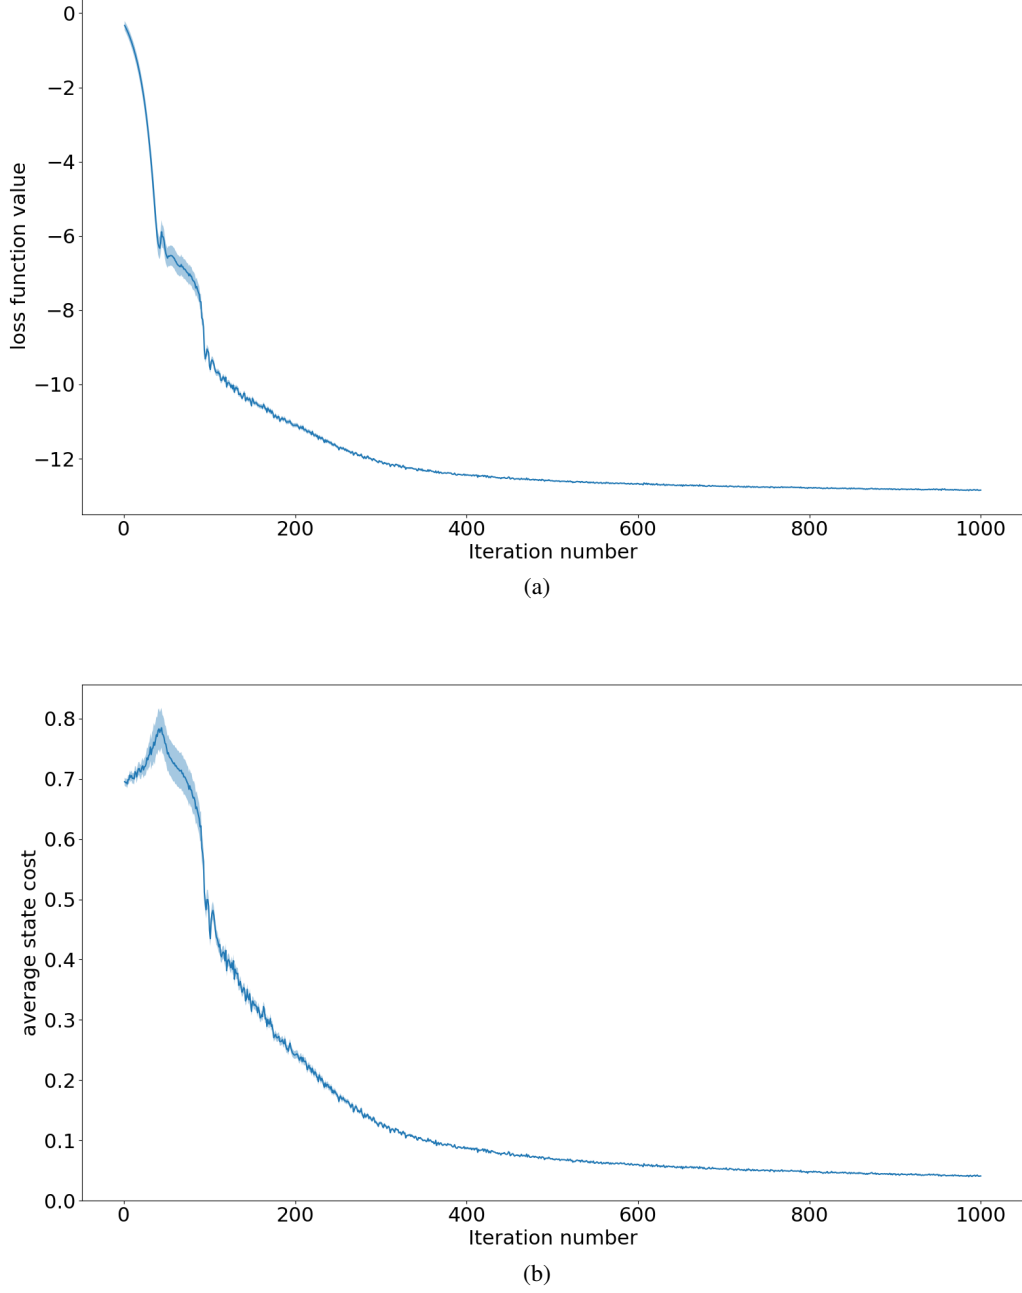 0
−2
−4
−6
−8
−10
−12
loss function value
0 200 400 600 800 1000
Iteration number
(a)
0.8
0.7
0.6
0.5
0.4
0.3
0.2
0.1
0.0
average state cost
0 200 400 600 800 1000
Iteration number
(b)